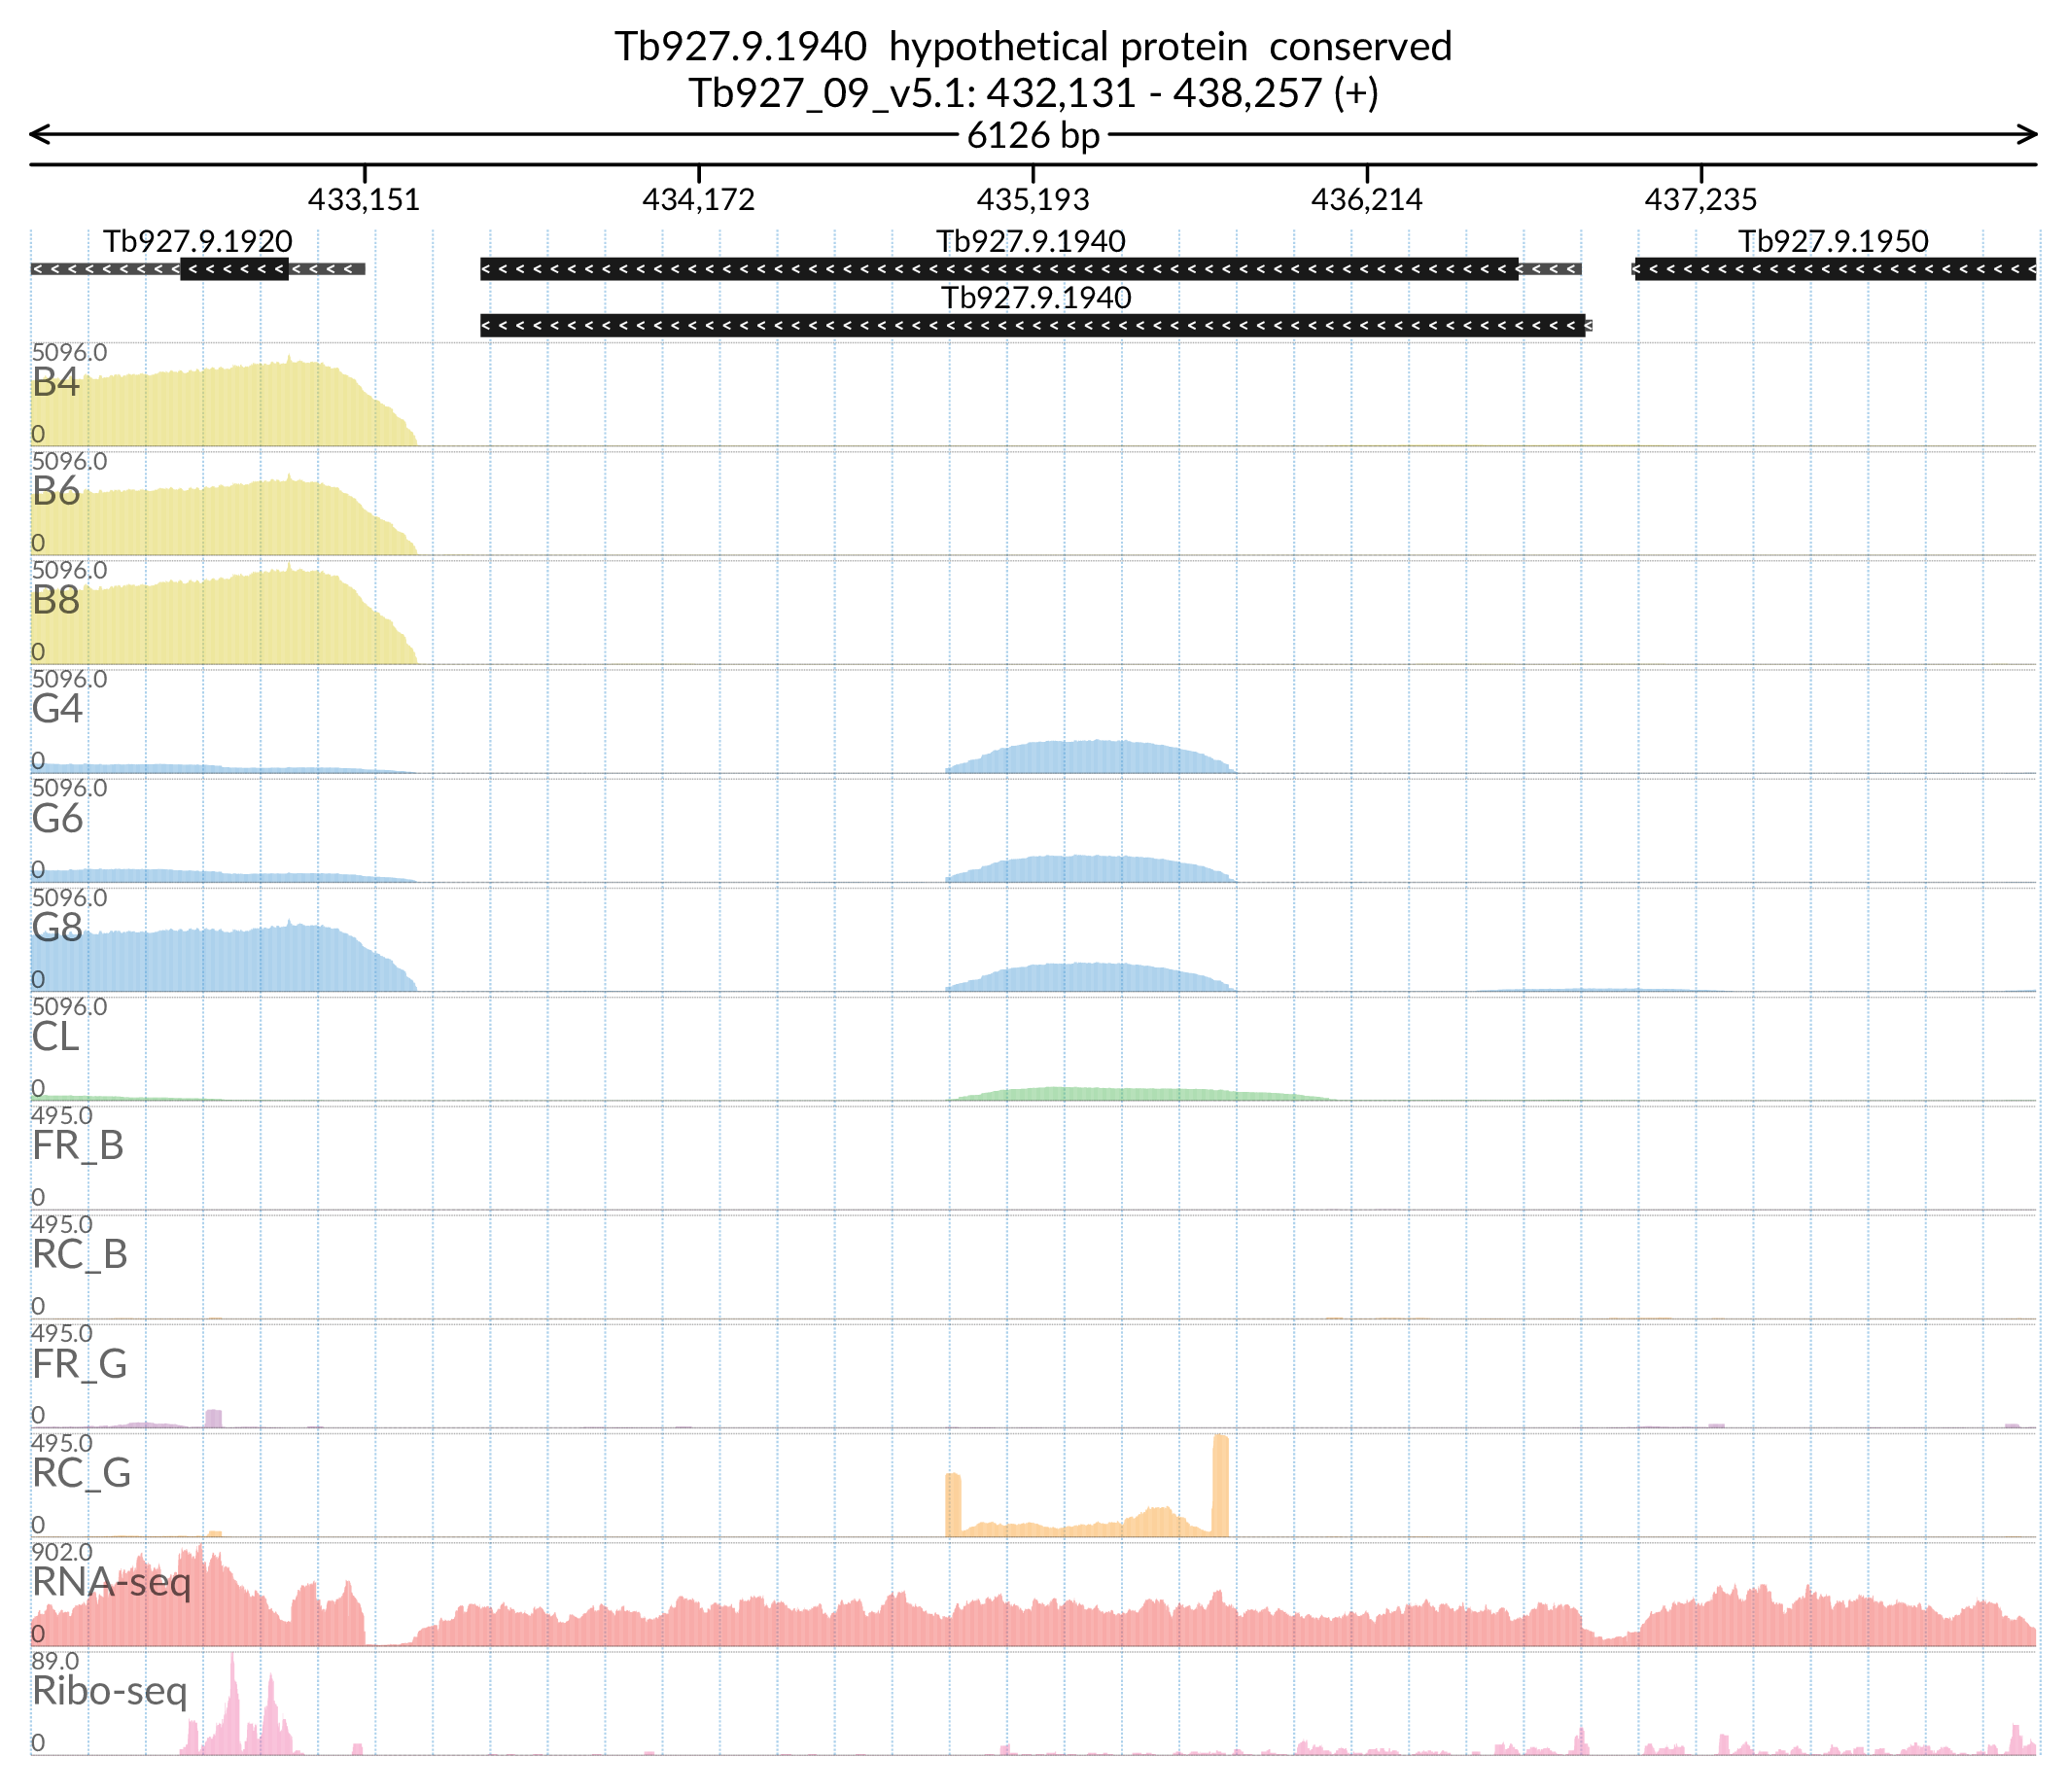 Tb927.9.1940 hypothetical protein conserved
Tb927_09_v5.1: 432,131 - 438,257 (+)
6126 bp
433,151 434,172 435,193 436,214 437,235
Tb927.9.1920 Tb927.9.1940 Tb927.9.1950
Tb927.9.1940
5096.0
B4
0
5096.0
B6
0
5096.0
B8
0
5096.0
G4
0
5096.0
G6
0
5096.0
G8
0
5096.0
CL
0
495.0
FR_B
0
495.0
RC_B
0
495.0
FR_G
0
495.0
RC_G
0
902.0
RNA-seq
0
89.0
Ribo-seq
0